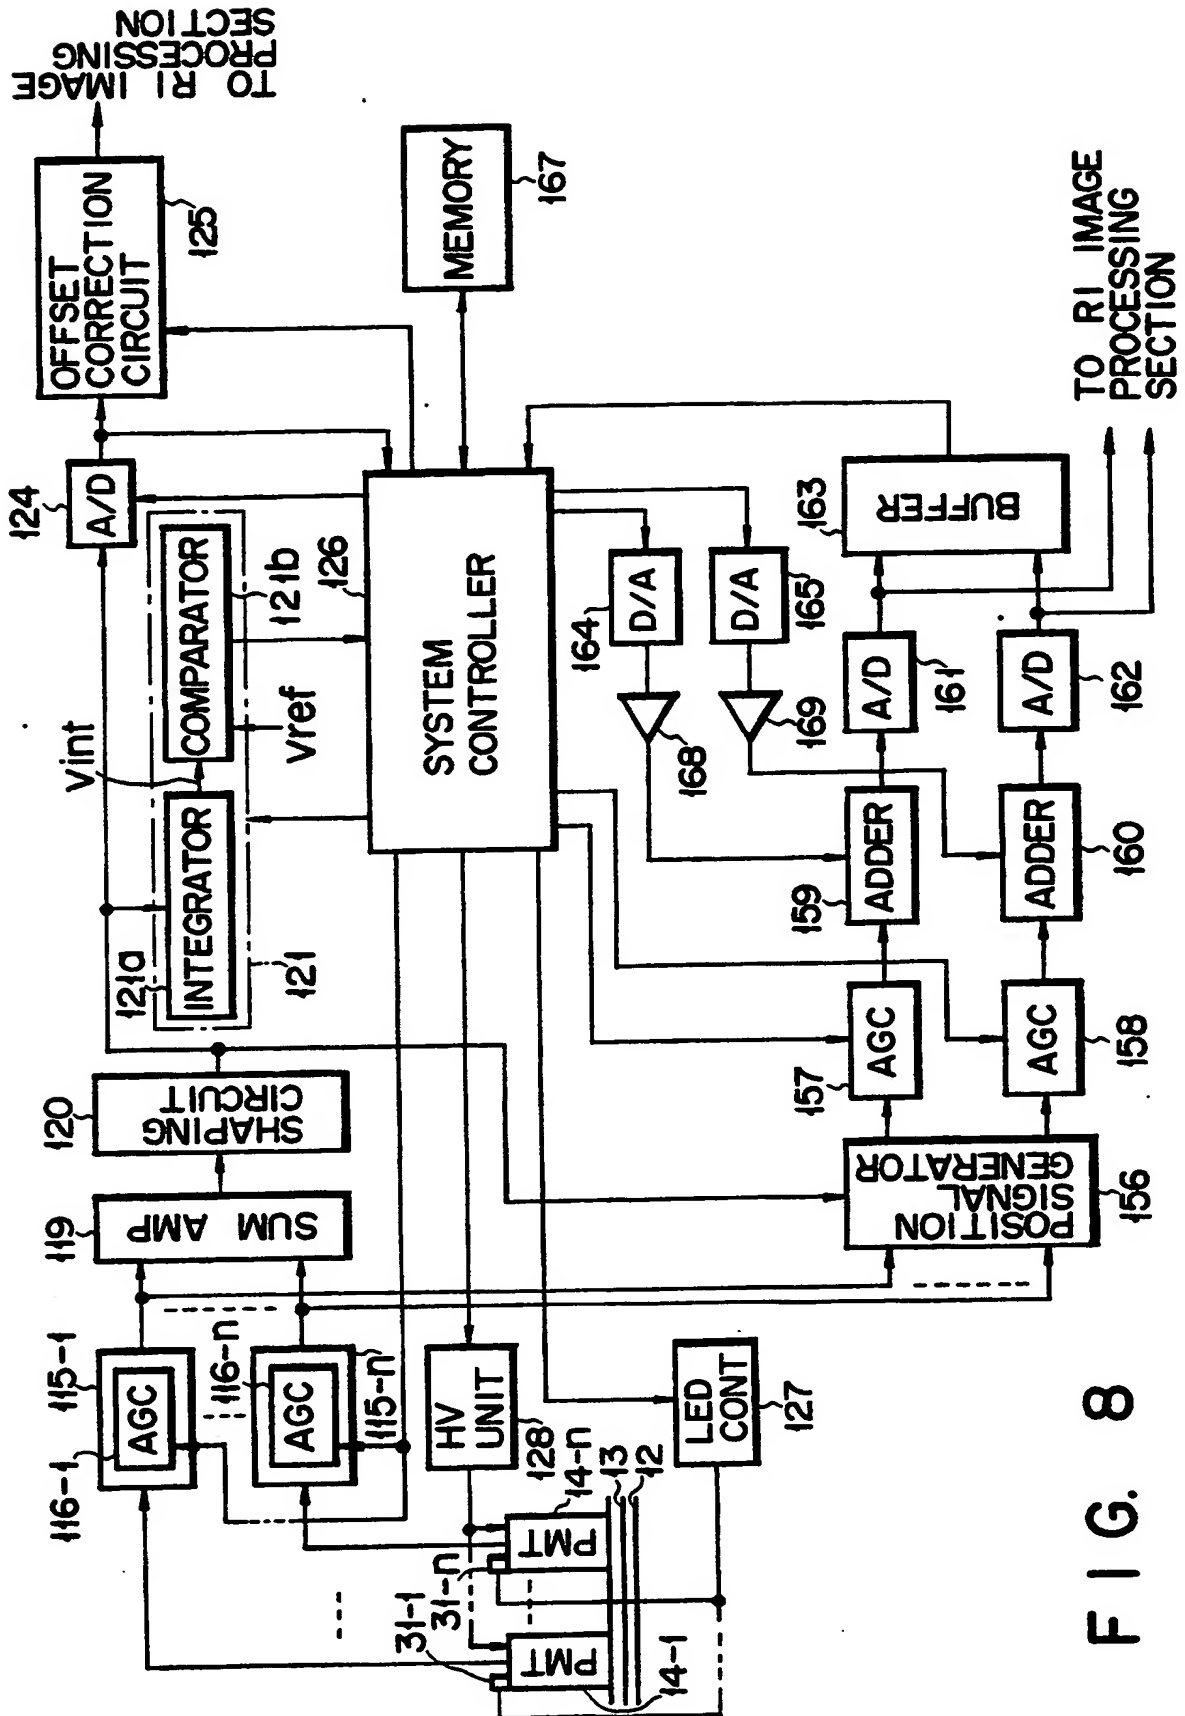 TO RI IMAGE
PROCESSING
SECTION
OFFSET
CORRECTION
CIRCUIT
125
124
A/D
MEMORY
167
121
121a
INTEGRATOR
Vint
COMPARATOR
121b
Vref
126
SYSTEM
CONTROLLER
120
SHAPING
CIRCUIT
119
SUM
AMP
115-1
116-1
AGC
116-n
AGC
115-n
HV
UNIT
128
LED
CONT
127
31-1
31-n
PMT
14-1
PMT
14-n
13
12
164
D/A
D/A
165
168
169
POSITION
SIGNAL
GENERATOR
156
157
AGC
AGC
158
159
ADDER
ADDER
160
A/D
161
A/D
162
163
BUFFER
TO RI IMAGE
PROCESSING
SECTION
FIG. 8